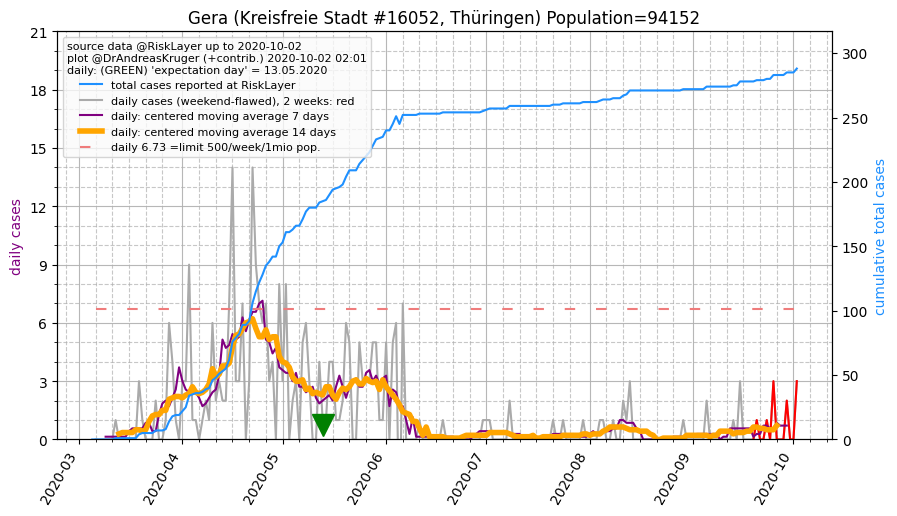 Gera (Kreisfreie Stadt #16052, Thüringen) Population=94152
source data @RiskLayer up to 2020-10-02
plot @DrAndreasKruger (+contrib.) 2020-10-02 02:01
daily: (GREEN) 'expectation day' = 13.05.2020
total cases reported at RiskLayer
daily cases (weekend-flawed), 2 weeks: red
daily: centered moving average 7 days
daily: centered moving average 14 days
daily 6.73 =limit 500/week/1mio pop.
daily cases
21
18
15
12
9
6
3
0
300
250
200
150
100
50
0
cumulative total cases
2020-03
2020-04
2020-05
2020-06
2020-07
2020-08
2020-09
2020-10